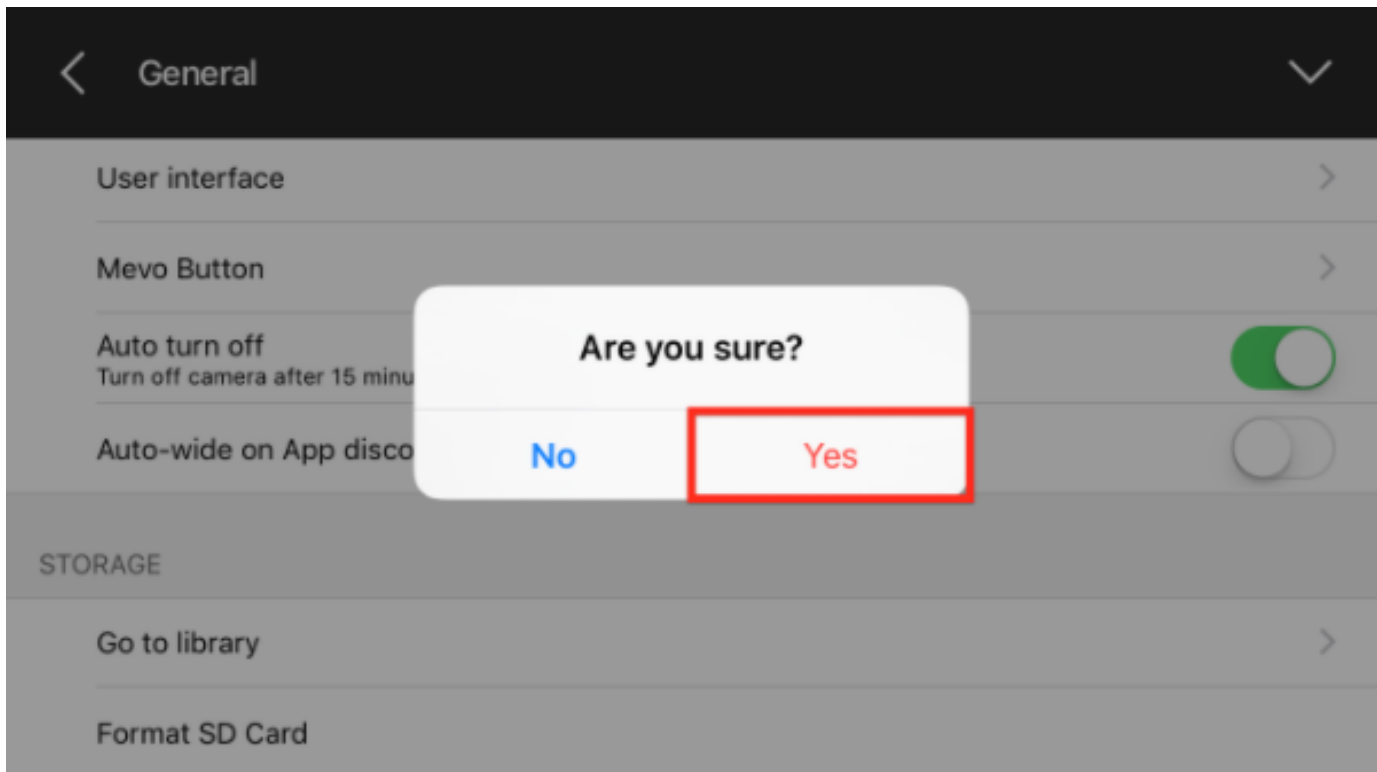 General
User interface
Mevo Button
Auto turn off
Turn off camera after 15 minu
Auto-wide on App disco
Are you sure?
No
Yes
STORAGE
Go to library
Format SD Card